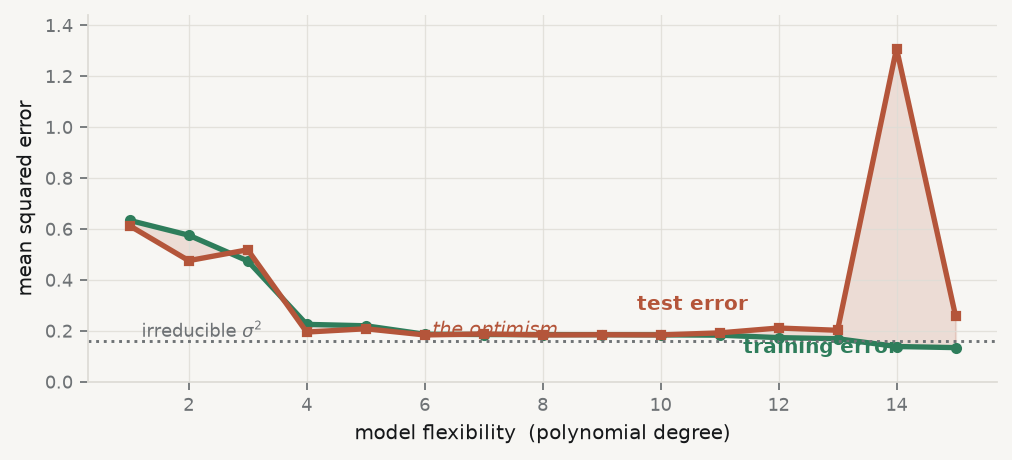 1.4
1.2
1.0
0.8
0.6
0.4
0.2
0.0
mean squared error
irreducible σ²
the optimism
test error
training error
2 4 6 8 10 12 14
model flexibility (polynomial degree)